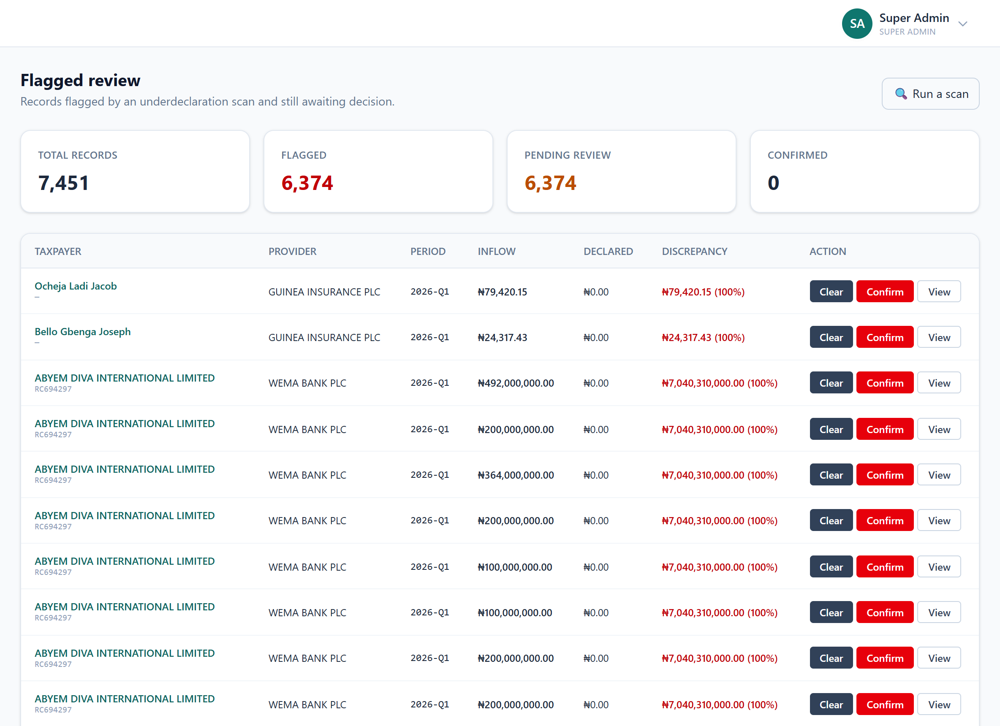 SA
Super Admin
SUPER ADMIN
Flagged review
Records flagged by an underdeclaration scan and still awaiting decision.
Run a scan
TOTAL RECORDS
7,451
FLAGGED
6,374
PENDING REVIEW
6,374
CONFIRMED
0
TAXPAYER PROVIDER PERIOD INFLOW DECLARED DISCREPANCY ACTION
Ocheja Ladi Jacob
–
GUINEA INSURANCE PLC 2026-Q1 ₦79,420.15 ₦0.00 ₦79,420.15 (100%) Clear Confirm View
Bello Gbenga Joseph
–
GUINEA INSURANCE PLC 2026-Q1 ₦24,317.43 ₦0.00 ₦24,317.43 (100%) Clear Confirm View
ABYEM DIVA INTERNATIONAL LIMITED
RC694297
WEMA BANK PLC 2026-Q1 ₦492,000,000.00 ₦0.00 ₦7,040,310,000.00 (100%) Clear Confirm View
ABYEM DIVA INTERNATIONAL LIMITED
RC694297
WEMA BANK PLC 2026-Q1 ₦200,000,000.00 ₦0.00 ₦7,040,310,000.00 (100%) Clear Confirm View
ABYEM DIVA INTERNATIONAL LIMITED
RC694297
WEMA BANK PLC 2026-Q1 ₦364,000,000.00 ₦0.00 ₦7,040,310,000.00 (100%) Clear Confirm View
ABYEM DIVA INTERNATIONAL LIMITED
RC694297
WEMA BANK PLC 2026-Q1 ₦200,000,000.00 ₦0.00 ₦7,040,310,000.00 (100%) Clear Confirm View
ABYEM DIVA INTERNATIONAL LIMITED
RC694297
WEMA BANK PLC 2026-Q1 ₦100,000,000.00 ₦0.00 ₦7,040,310,000.00 (100%) Clear Confirm View
ABYEM DIVA INTERNATIONAL LIMITED
RC694297
WEMA BANK PLC 2026-Q1 ₦100,000,000.00 ₦0.00 ₦7,040,310,000.00 (100%) Clear Confirm View
ABYEM DIVA INTERNATIONAL LIMITED
RC694297
WEMA BANK PLC 2026-Q1 ₦200,000,000.00 ₦0.00 ₦7,040,310,000.00 (100%) Clear Confirm View
ABYEM DIVA INTERNATIONAL LIMITED
RC694297
WEMA BANK PLC 2026-Q1 ₦200,000,000.00 ₦0.00 ₦7,040,310,000.00 (100%) Clear Confirm View